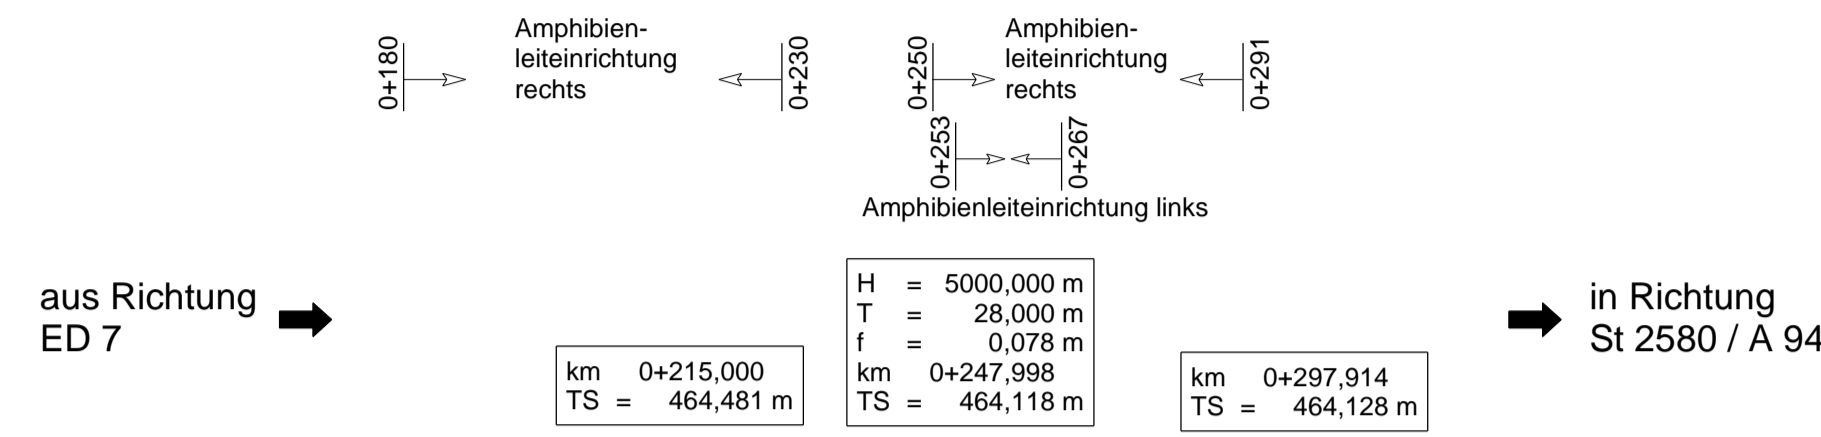 0+180
Amphibien-
leiteinrichtung
rechts
0+230
0+250
Amphibien-
leiteinrichtung
rechts
0+291
0+253
0+267
Amphibienleiteinrichtung links
aus Richtung
ED 7
km 0+215,000
TS = 464,481 m
H = 5000,000 m
T = 28,000 m
f = 0,078 m
km 0+247,998
TS = 464,118 m
km 0+297,914
TS = 464,128 m
in Richtung
St 2580 / A 94